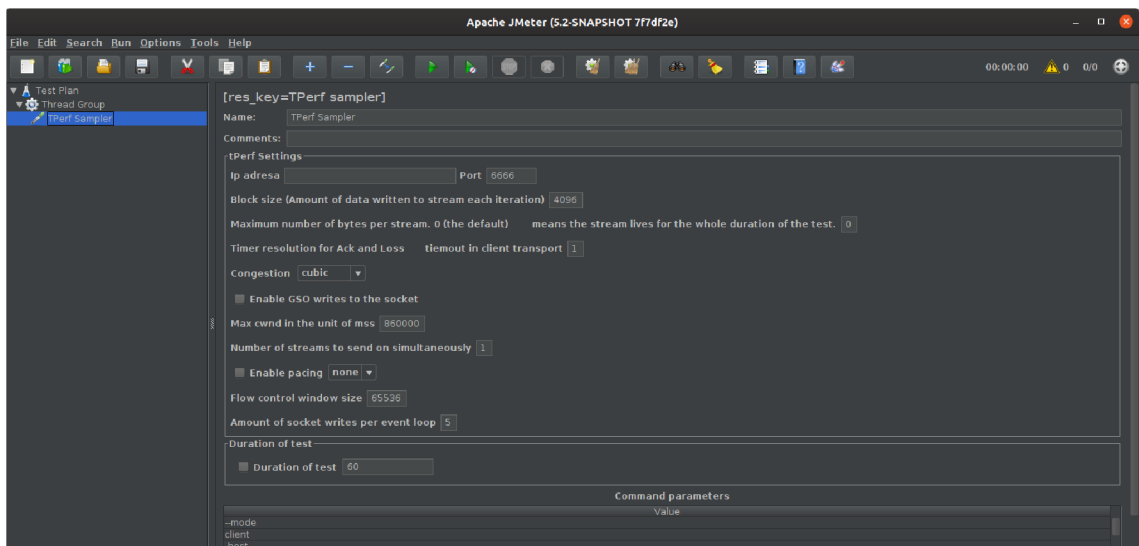 Apache JMeter (5.2-SNAPSHOT 7f7df2e)
File Edit Search Run Options Tools Help
00:00:00 0 0/0
Test Plan
Thread Group
TPerf Sampler
[res_key=TPerf sampler]
Name: TPerf Sampler
Comments:
tPerf Settings
Ip adresa Port 6666
Block size (Amount of data written to stream each iteration) 4096
Maximum number of bytes per stream. 0 (the default) means the stream lives for the whole duration of the test. 0
Timer resolution for Ack and Loss tiemout in client transport 1
Congestion cubic
Enable GSO writes to the socket
Max cwnd in the unit of mss 860000
Number of streams to send on simultaneously 1
Enable pacing none
Flow control window size 65536
Amount of socket writes per event loop 5
Duration of test
Duration of test 60
Command parameters
Value
--mode
client